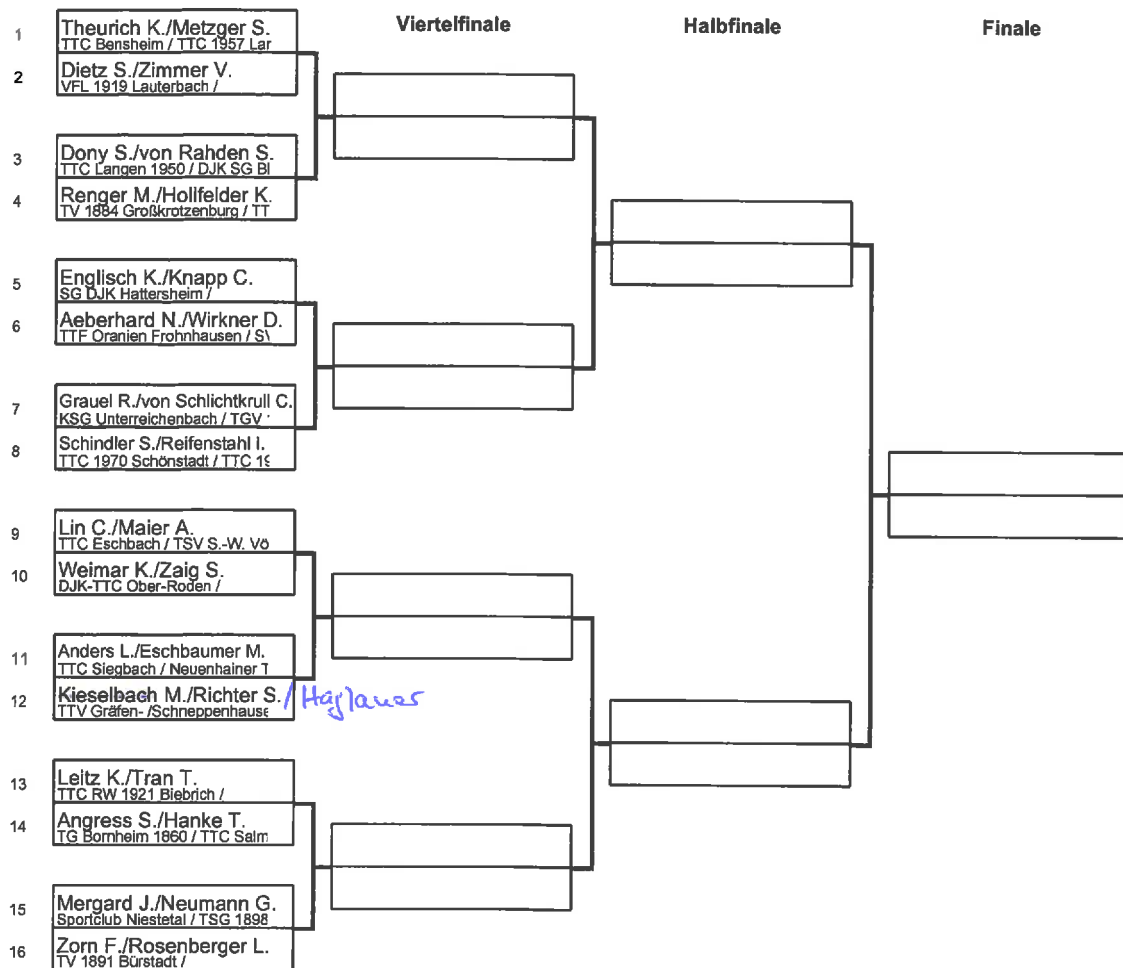 Viertelfinale Halbfinale Finale
1 Theurich K./Metzger S.
TTC Bensheim / TTC 1957 Lar
2 Dietz S./Zimmer V.
VFL 1919 Lauterbach /
3 Dony S./von Rahden S.
TTC Langen 1950 / DJK SG Bl
4 Renger M./Hollfelder K.
TV 1884 Großkrotzenburg / TT
5 Englisch K./Knapp C.
SG DJK Hattersheim /
6 Aeberhard N./Wirkner D.
TTF Oranien Frohnhausen / S\
7 Grauel R./von Schlichtkrull C.
KSG Unterreichenbach / TGV
8 Schindler S./Reifenstahl I.
TTC 1970 Schönstadt / TTC 19
9 Lin C./Maier A.
TTC Eschbach / TSV S.-W. Vö
10 Weimar K./Zaig S.
DJK-TTC Ober-Roden /
11 Anders L./Eschbaumer M.
TTC Siegbach / Neuenhainer T
12 Kieselbach M./Richter S. /
TTV Gräfen- /Schneppenhause
13 Leitz K./Tran T.
TTC RW 1921 Biebrich /
14 Angress S./Hanke T.
TG Bornheim 1860 / TTC Salm
15 Mergard J./Neumann G.
Sportclub Niestetal / TSG 1898
16 Zorn F./Rosenberger L.
TV 1891 Bürstadt /